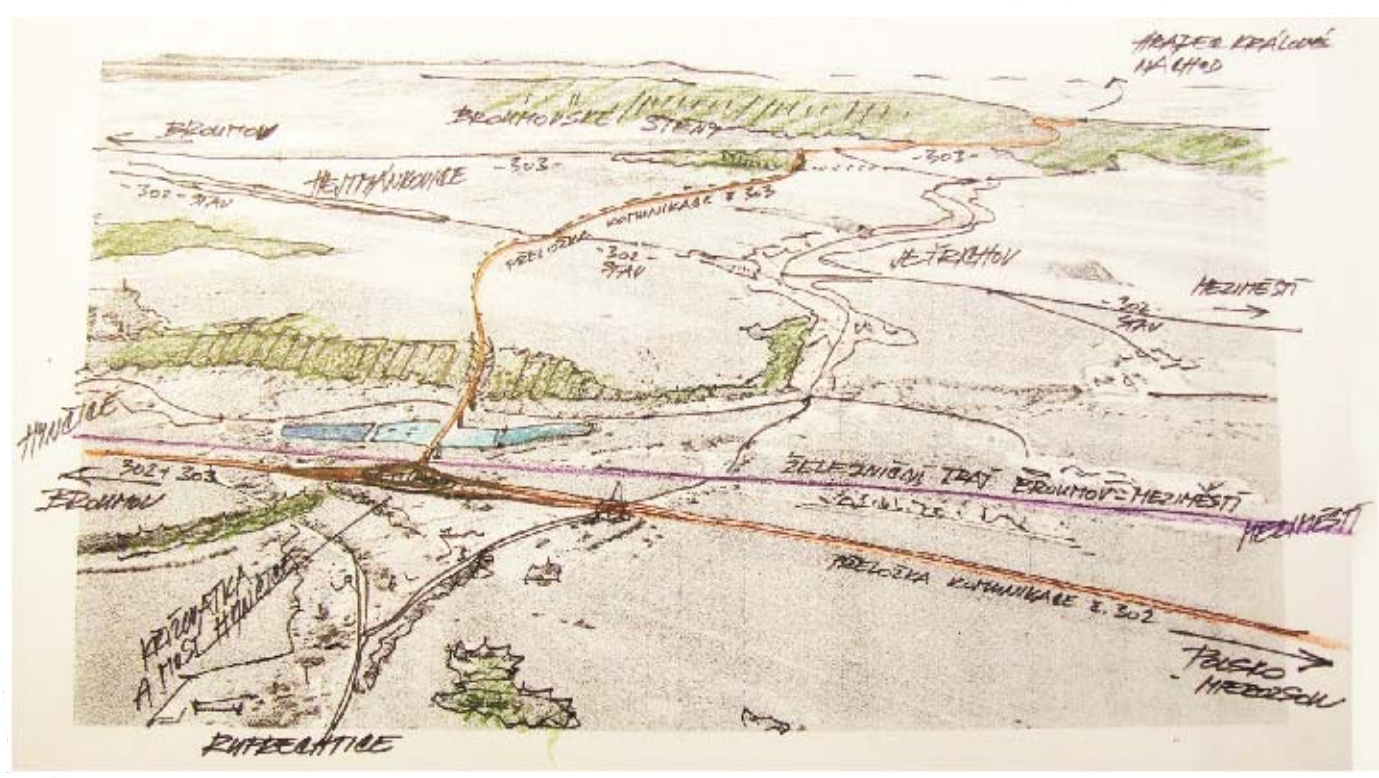 HRADEC KRÁLOVÉ
NÁCHOD
BROUMOV
BROUMOVSKÉ STĚNY
HEJTMÁNKOVICE
-303-
-303-
302-STAV
PŘELOŽKA KOMUNIKACE Č. 303
-302-
STAV
JETŘICHOV
MEZIMĚSTÍ
-302-
STAV
HYNČICE
302+303
BROUMOV
ŽELEZNIČNÍ TRAŤ BROUMOV-MEZIMĚSTÍ
MEZIMĚSTÍ
PŘELOŽKA KOMUNIKACE Č. 302
KŘIŽOVATKA
A MOST HYNČICE
POLSKO
RUPRECHTICE